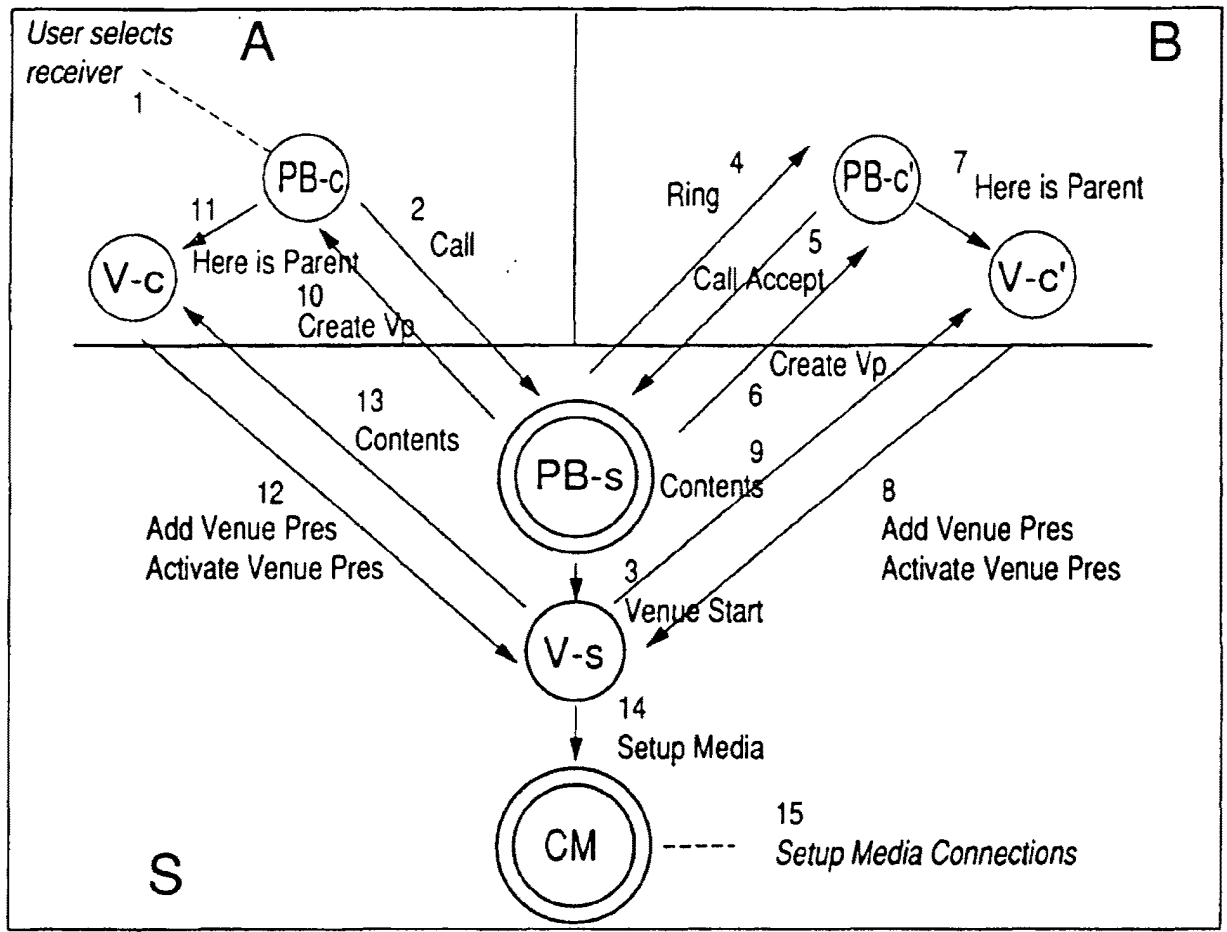 User selects
receiver
A
B
1
PB-c
2
Call
11
Here is Parent
V-c
10
Create Vp
4
Ring
PB-c'
7
Here is Parent
5
Call Accept
V-c'
Create Vp
6
13
Contents
PB-s
9
Contents
12
Add Venue Pres
Activate Venue Pres
8
Add Venue Pres
Activate Venue Pres
3
Venue Start
V-s
14
Setup Media
CM
15
Setup Media Connections
S